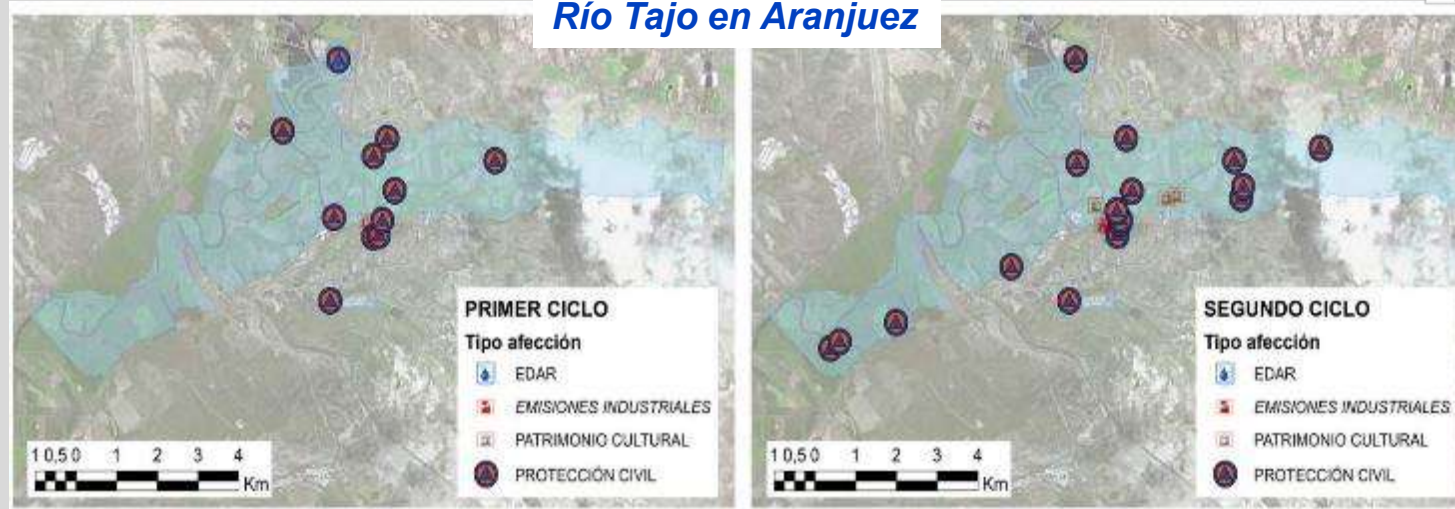 Río Tajo en Aranjuez
PRIMER CICLO
Tipo afección
EDAR
EMISIONES INDUSTRIALES
PATRIMONIO CULTURAL
PROTECCIÓN CIVIL
1 0,5 0 1 2 3 4
Km
SEGUNDO CICLO
Tipo afección
EDAR
EMISIONES INDUSTRIALES
PATRIMONIO CULTURAL
PROTECCIÓN CIVIL
1 0,5 0 1 2 3 4
Km